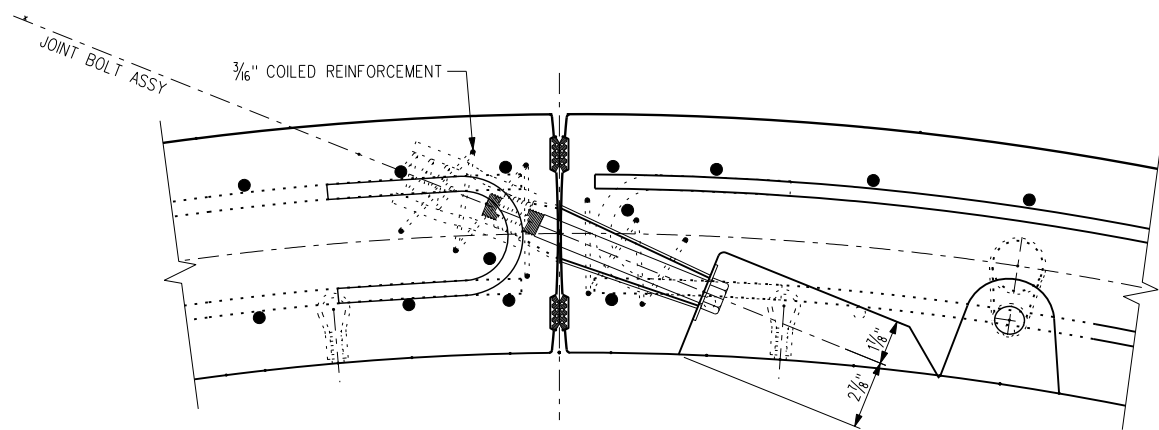 JOINT BOLT ASSY
3/16" COILED REINFORCEMENT
1 7/8"
2 7/8"